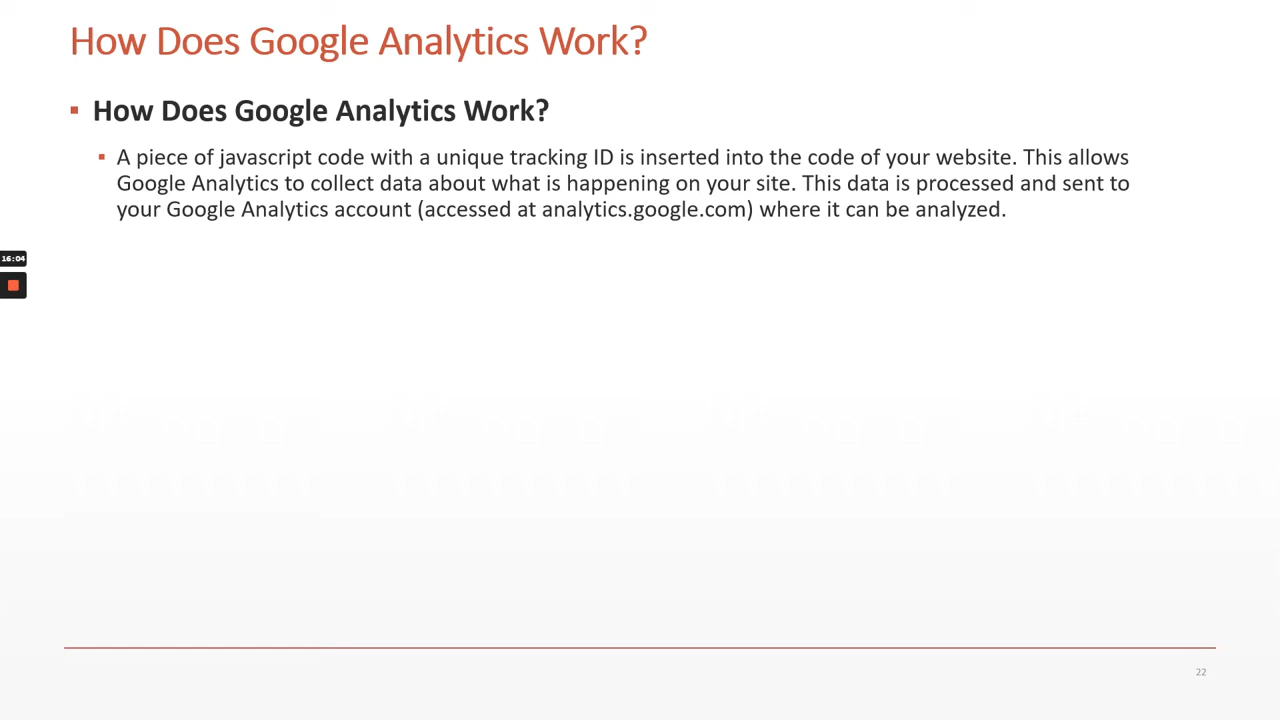 How Does Google Analytics Work?
How Does Google Analytics Work?
A piece of javascript code with a unique tracking ID is inserted into the code of your website. This allows
Google Analytics to collect data about what is happening on your site. This data is processed and sent to
your Google Analytics account (accessed at analytics.google.com) where it can be analyzed.
16:04
22